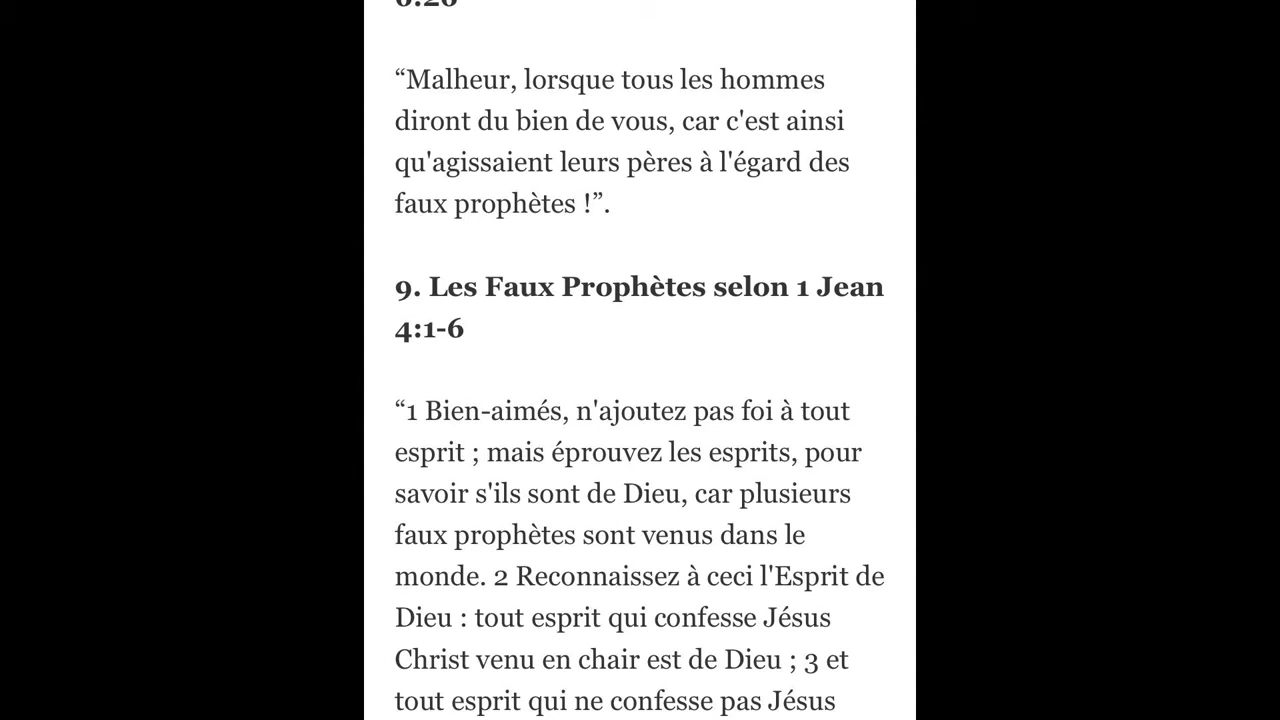 6:26
“Malheur, lorsque tous les hommes
diront du bien de vous, car c'est ainsi
qu'agissaient leurs pères à l'égard des
faux prophètes !”.
9. Les Faux Prophètes selon 1 Jean
4:1-6
“1 Bien-aimés, n'ajoutez pas foi à tout
esprit ; mais éprouvez les esprits, pour
savoir s'ils sont de Dieu, car plusieurs
faux prophètes sont venus dans le
monde. 2 Reconnaissez à ceci l'Esprit de
Dieu : tout esprit qui confesse Jésus
Christ venu en chair est de Dieu ; 3 et
tout esprit qui ne confesse pas Jésus